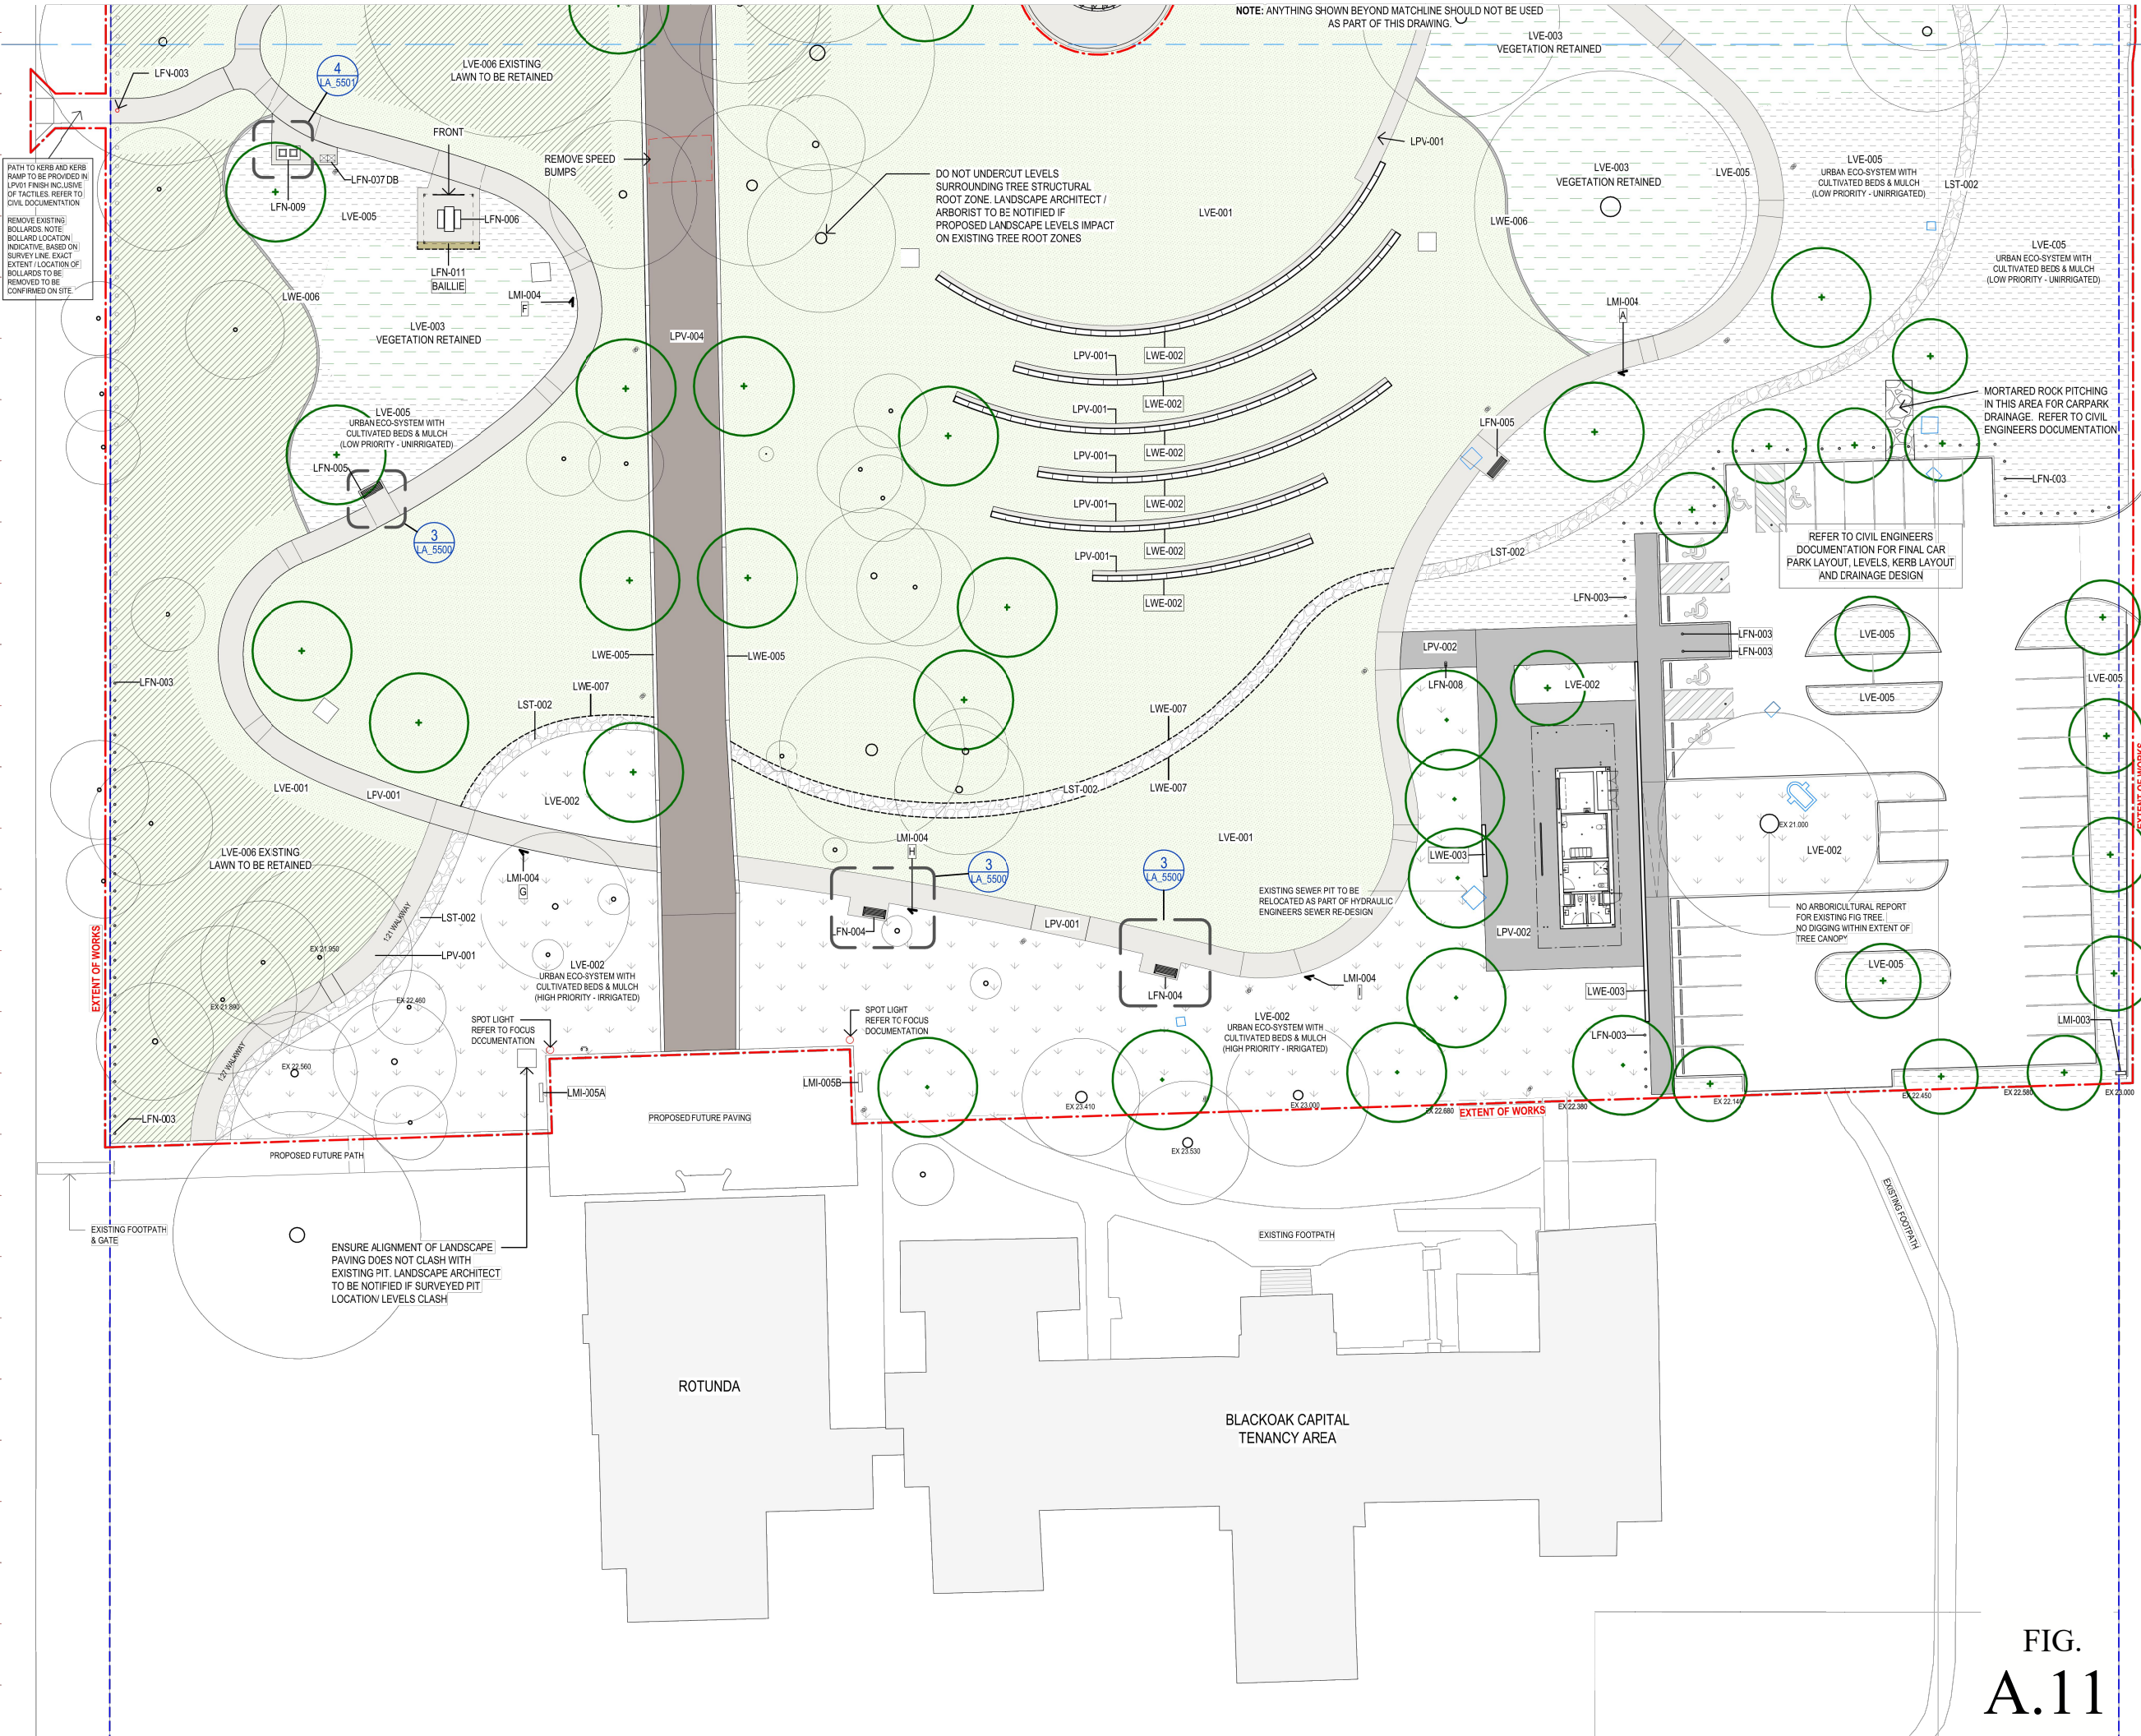 NOTE: ANYTHING SHOWN BEYOND MATCHLINE SHOULD NOT BE USED
AS PART OF THIS DRAWING.
LVE-003
VEGETATION RETAINED
LFN-003
4
LA_5501
LVE-006 EXISTING
LAWN TO BE RETAINED
FRONT
REMOVE SPEED
BUMPS
LPV-001
PATH TO KERB AND KERB
RAMP TO BE PROVIDED IN
LPV01 FINISH INCLUSIVE
OF TACTILES. REFER TO
CIVIL DOCUMENTATION
REMOVE EXISTING
BOLLARDS. NOTE
BOLLARD LOCATION
INDICATIVE, BASED ON
SURVEY LINE. EXACT
EXTENT / LOCATION OF
BOLLARDS TO BE
REMOVED TO BE
CONFIRMED ON SITE.
LFN-007 DB
LFN-009
LVE-005
LFN-006
LFN-011
BAILLIE
DO NOT UNDERCUT LEVELS
SURROUNDING TREE STRUCTURAL
ROOT ZONE. LANDSCAPE ARCHITECT /
ARBORIST TO BE NOTIFIED IF
PROPOSED LANDSCAPE LEVELS IMPACT
ON EXISTING TREE ROOT ZONES
LVE-001
LVE-003
VEGETATION RETAINED
LVE-005
LWE-006
LVE-005
URBAN ECO-SYSTEM WITH
CULTIVATED BEDS & MULCH
(LOW PRIORITY - UNIRRIGATED)
LST-002
LVE-005
URBAN ECO-SYSTEM WITH
CULTIVATED BEDS & MULCH
(LOW PRIORITY - UNIRRIGATED)
LWE-006
LMI-004
F
LVE-003
VEGETATION RETAINED
LPV-004
LMI-004
A
LPV-001
LWE-002
LPV-001
LWE-002
LPV-001
LWE-002
LPV-001
LWE-002
LPV-001
LWE-002
LWE-002
MORTARED ROCK PITCHING
IN THIS AREA FOR CARPARK
DRAINAGE. REFER TO CIVIL
ENGINEERS DOCUMENTATION
LVE-005
URBAN ECO-SYSTEM WITH
CULTIVATED BEDS & MULCH
(LOW PRIORITY - UNIRRIGATED)
LFN-005
3
LA_5500
LFN-005
LFN-003
REFER TO CIVIL ENGINEERS
DOCUMENTATION FOR FINAL CAR
PARK LAYOUT, LEVELS, KERB LAYOUT
AND DRAINAGE DESIGN
LST-002
LFN-003
LFN-003
LFN-003
LVE-005
LVE-005
LVE-005
LPV-002
LFN-008
LVE-002
LWE-005
LWE-005
LFN-003
LWE-007
LST-002
LWE-007
LWE-007
LST-002
LVE-001
LPV-001
LVE-002
LVE-001
EXTENT OF WORKS
LVE-006 EXISTING
LAWN TO BE RETAINED
LMI-004
G
LMI-004
H
3
LA_5500
3
LA_5500
LWE-003
EX 21.000
LVE-002
EXISTING SEWER PIT TO BE
RELOCATED AS PART OF HYDRAULIC
ENGINEERS SEWER RE-DESIGN
NO ARBORICULTURAL REPORT
FOR EXISTING FIG TREE.
NO DIGGING WITHIN EXTENT OF
TREE CANOPY
1:21 WALKWAY
LST-002
LPV-001
EX 21.950
EX 21.890
EX 22.460
LFN-004
LPV-001
LFN-004
LPV-002
LVE-005
LMI-004
I
LWE-003
EXTENT OF WORKS
LVE-002
URBAN ECO-SYSTEM WITH
CULTIVATED BEDS & MULCH
(HIGH PRIORITY - IRRIGATED)
SPOT LIGHT
REFER TO FOCUS
DOCUMENTATION
SPOT LIGHT
REFER TO FOCUS
DOCUMENTATION
LVE-002
URBAN ECO-SYSTEM WITH
CULTIVATED BEDS & MULCH
(HIGH PRIORITY - IRRIGATED)
LFN-003
LMI-003
1:27 WALKWAY
EX 22.560
LMI-005A
LMI-005B
LFN-003
PROPOSED FUTURE PAVING
PROPOSED FUTURE PATH
EX 23.410
EX 23.000
EX 23.530
EX 22.680
EXTENT OF WORKS
EX 22.380
EX 22.140
EX 22.450
EX 22.580
EX 23.000
EXISTING FOOTPATH
& GATE
ENSURE ALIGNMENT OF LANDSCAPE
PAVING DOES NOT CLASH WITH
EXISTING PIT. LANDSCAPE ARCHITECT
TO BE NOTIFIED IF SURVEYED PIT
LOCATION/ LEVELS CLASH
EXISTING FOOTPATH
EXISTING FOOTPATH
ROTUNDA
BLACKOAK CAPITAL
TENANCY AREA
FIG.
A.11